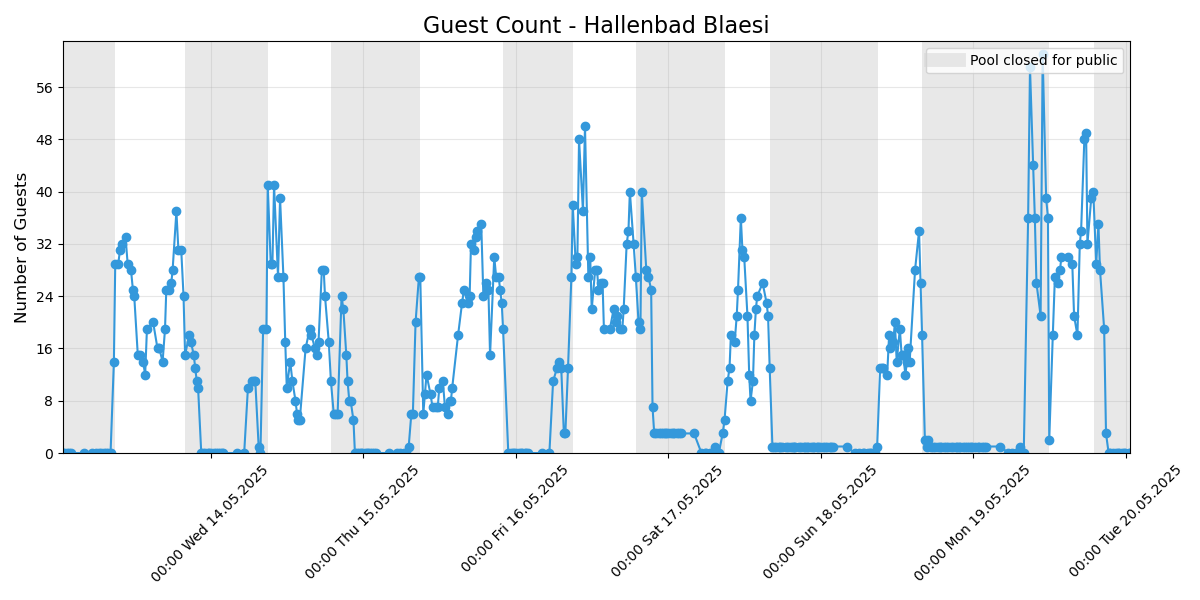 Guest Count - Hallenbad Blaesi
Pool closed for public
Number of Guests
56
48
40
32
24
16
8
0
00:00 Wed 14.05.2025
00:00 Thu 15.05.2025
00:00 Fri 16.05.2025
00:00 Sat 17.05.2025
00:00 Sun 18.05.2025
00:00 Mon 19.05.2025
00:00 Tue 20.05.2025